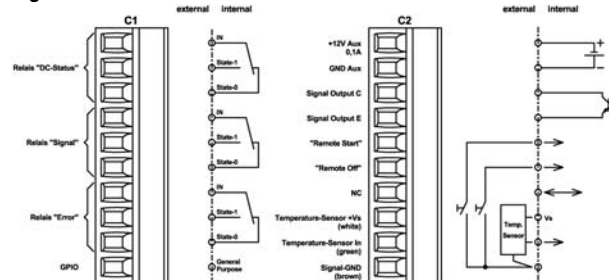 external internal
C1
IN
State-1
State-0
Relais "DC-Status"
IN
State-1
State-0
Relais "Signal"
IN
State-1
State-0
Relais "Error"
GPIO
General
Purpose
external internal
C2
+12V Aux
0,1A
GND Aux
Signal Output C
Signal Output E
"Remote Start"
"Remote Off"
NC
Temperature-Sensor +Vs
(white)
Temperature-Sensor In
(green)
Signal-GND
(brown)
+
−
Temp.
Sensor
Vs